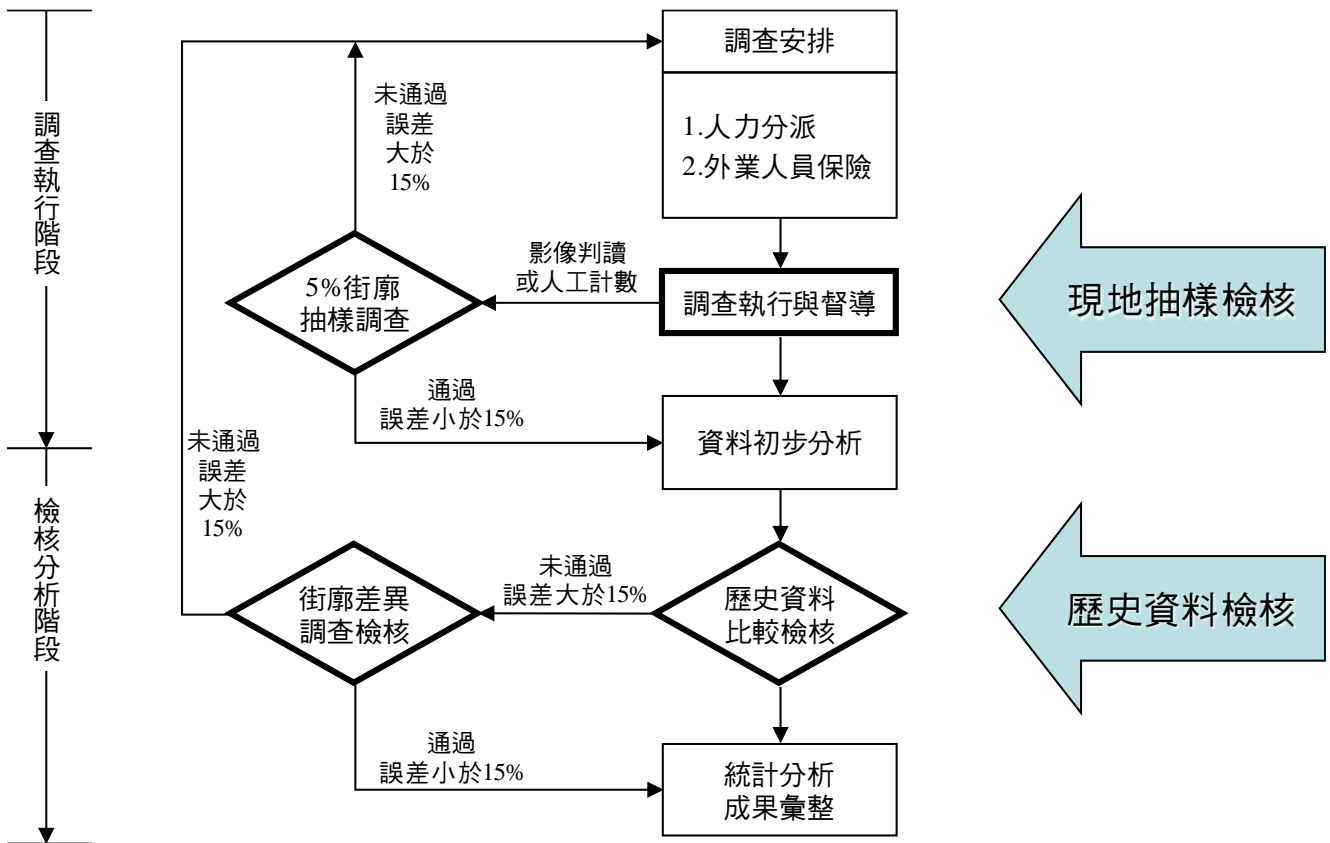 調查安排
1.人力分派
2.外業人員保險
未通過
誤差
大於
15%
調查執行階段
影像判讀
或人工計數
5%街廓
抽樣調查
調查執行與督導
現地抽樣檢核
通過
誤差小於15%
資料初步分析
未通過
誤差
大於
15%
檢核分析階段
未通過
誤差大於15%
街廓差異
調查檢核
歷史資料
比較檢核
歷史資料檢核
通過
誤差小於15%
統計分析
成果彙整